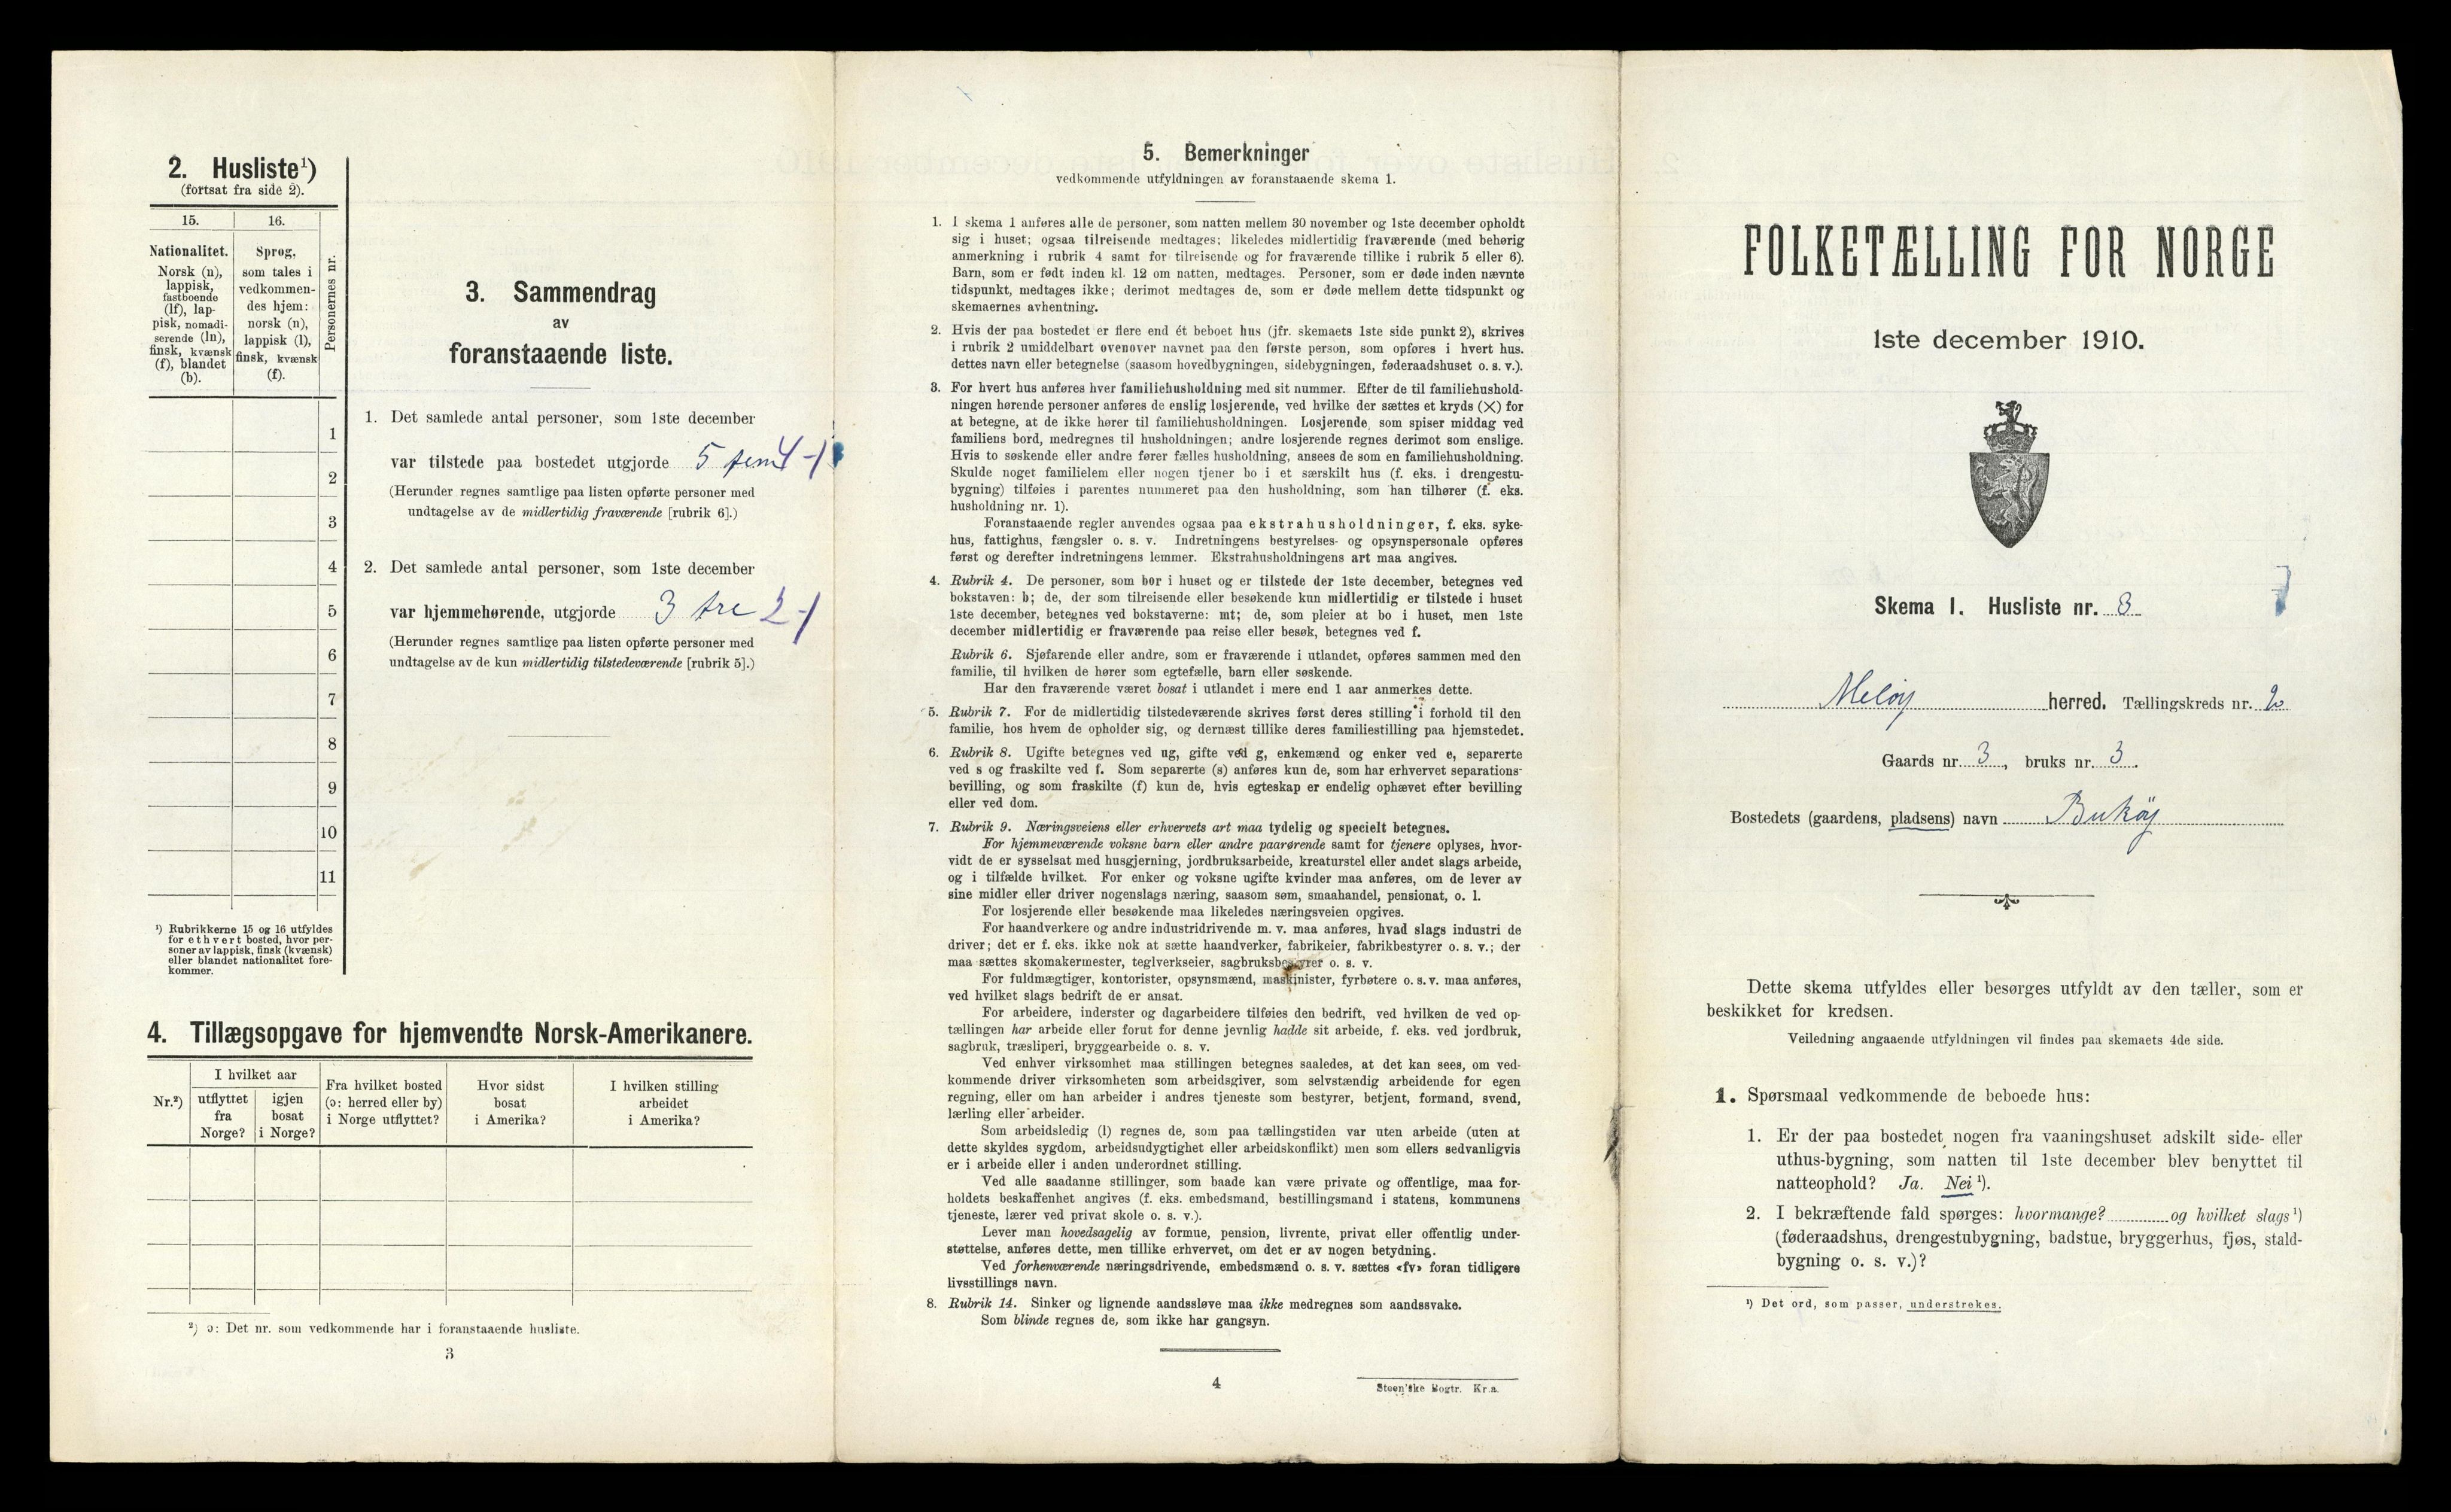 2. Husliste¹)
(fortsat fra side 2).
15.
16.
Personernes nr.
Nationalitet.
Norsk (n),
lappisk,
fastboende
(lf), lap-
pisk, nomadi-
serende (ln),
finsk, kvænsk
(f), blandet
(b).
Sprog,
som tales i
vedkommen-
des hjem:
norsk (n),
lappisk (l),
finsk, kvænsk
(f).
1
2
3
4
5
6
7
8
9
10
11
¹) Rubrikkerne 15 og 16 utfyldes
for ethvert bosted, hvor per-
soner av lappisk, finsk (kvænsk)
eller blandet nationalitet fore-
kommer.
3. Sammendrag
av
foranstaaende liste.
1. Det samlede antal personer, som 1ste december
var tilstede paa bostedet utgjorde 5 fem 4-1
(Herunder regnes samtlige paa listen opførte personer med
undtagelse av de midlertidig fraværende [rubrik 6].)
2. Det samlede antal personer, som 1ste december
var hjemmehørende, utgjorde 3 tre 2-1
(Herunder regnes samtlige paa listen opførte personer med
undtagelse av de kun midlertidig tilstedeværende [rubrik 5].)
4. Tillægsopgave for hjemvendte Norsk-Amerikanere.
Nr.²)
I hvilket aar
utflyttet
fra
Norge?
igjen
bosat
i Norge?
Fra hvilket bosted
(ɔ: herred eller by)
i Norge utflyttet?
Hvor sidst
bosat
i Amerika?
I hvilken stilling
arbeidet
i Amerika?
²) ɔ: Det nr. som vedkommende har i foranstaaende husliste.
3
5. Bemerkninger
vedkommende utfyldningen av foranstaaende skema 1.
1. I skema 1 anføres alle de personer, som natten mellem 30 november og 1ste december opholdt
sig i huset; ogsaa tilreisende medtages; likeledes midlertidig fraværende (med behørig
anmerkning i rubrik 4 samt for tilreisende og for fraværende tillike i rubrik 5 eller 6).
Barn, som er født inden kl. 12 om natten, medtages. Personer, som er døde inden nævnte
tidspunkt, medtages ikke; derimot medtages de, som er døde mellem dette tidspunkt og
skemaernes avhentning.
2. Hvis der paa bostedet er flere end ét beboet hus (jfr. skemaets 1ste side punkt 2), skrives
i rubrik 2 umiddelbart ovenover navnet paa den første person, som opføres i hvert hus.
dettes navn eller betegnelse (saasom hovedbygningen, sidebygningen, føderaadshuset o. s. v.).
3. For hvert hus anføres hver familiehusholdning med sit nummer. Efter de til familiehushold-
ningen hørende personer anføres de enslig losjerende, ved hvilke der sættes et kryds (✕) for
at betegne, at de ikke hører til familiehusholdningen. Losjerende, som spiser middag ved
familiens bord, medregnes til husholdningen; andre losjerende regnes derimot som enslige.
Hvis to søskende eller andre fører fælles husholdning, ansees de som en familiehusholdning.
Skulde noget familielem eller nogen tjener bo i et særskilt hus (f. eks. i drengestu-
bygning) tilføies i parentes nummeret paa den husholdning, som han tilhører (f. eks.
husholdning nr. 1).
Foranstaaende regler anvendes ogsaa paa ekstrahusholdninger, f. eks. syke-
hus, fattighus, fængsler o. s. v. Indretningens bestyrelses- og opsynspersonale opføres
først og derefter indretningens lemmer. Ekstrahusholdningens art maa angives.
4. Rubrik 4. De personer, som bor i huset og er tilstede der 1ste december, betegnes ved
bokstaven: b; de, der som tilreisende eller besøkende kun midlertidig er tilstede i huset
1ste december, betegnes ved bokstaverne: mt; de, som pleier at bo i huset, men 1ste
december midlertidig er fraværende paa reise eller besøk, betegnes ved f.
Rubrik 6. Sjøfarende eller andre, som er fraværende i utlandet, opføres sammen med den
familie, til hvilken de hører som egtefælle, barn eller søskende.
Har den fraværende været bosat i utlandet i mere end 1 aar anmerkes dette.
5. Rubrik 7. For de midlertidig tilstedeværende skrives først deres stilling i forhold til den
familie, hos hvem de opholder sig, og dernæst tillike deres familiestilling paa hjemstedet.
6. Rubrik 8. Ugifte betegnes ved ug, gifte ved g, enkemænd og enker ved e, separerte
ved s og fraskilte ved f. Som separerte (s) anføres kun de, som har erhvervet separations-
bevilling, og som fraskilte (f) kun de, hvis egteskap er endelig ophævet efter bevilling
eller ved dom.
7. Rubrik 9. Næringsveiens eller erhvervets art maa tydelig og specielt betegnes.
For hjemmeværende voksne barn eller andre paarørende samt for tjenere oplyses, hvor-
vidt de er sysselsat med husgjerning, jordbruksarbeide, kreaturstel eller andet slags arbeide,
og i tilfælde hvilket. For enker og voksne ugifte kvinder maa anføres, om de lever av
sine midler eller driver nogenslags næring, saasom søm, smaahandel, pensionat, o. l.
For losjerende eller besøkende maa likeledes næringsveien opgives.
For haandverkere og andre industridrivende m. v. maa anføres, hvad slags industri de
driver; det er f. eks. ikke nok at sætte haandverker, fabrikeier, fabrikbestyrer o. s. v.; der
maa sættes skomakermester, teglverkseier, sagbruksbestyrer o. s. v.
For fuldmægtiger, kontorister, opsynsmænd, maskinister, fyrbøtere o. s. v. maa anføres,
ved hvilket slags bedrift de er ansat.
For arbeidere, inderster og dagarbeidere tilføies den bedrift, ved hvilken de ved op-
tællingen har arbeide eller forut for denne jevnlig hadde sit arbeide, f. eks. ved jordbruk,
sagbruk, træsliperi, bryggearbeide o. s. v.
Ved enhver virksomhet maa stillingen betegnes saaledes, at det kan sees, om ved-
kommende driver virksomheten som arbeidsgiver, som selvstændig arbeidende for egen
regning, eller om han arbeider i andres tjeneste som bestyrer, betjent, formand, svend,
lærling eller arbeider.
Som arbeidsledig (l) regnes de, som paa tællingstiden var uten arbeide (uten at
dette skyldes sygdom, arbeidsudygtighet eller arbeidskonflikt) men som ellers sedvanligvis
er i arbeide eller i anden underordnet stilling.
Ved alle saadanne stillinger, som baade kan være private og offentlige, maa for-
holdets beskaffenhet angives (f. eks. embedsmand, bestillingsmand i statens, kommunens
tjeneste, lærer ved privat skole o. s. v.).
Lever man hovedsagelig av formue, pension, livrente, privat eller offentlig under-
støttelse, anføres dette, men tillike erhvervet, om det er av nogen betydning.
Ved forhenværende næringsdrivende, embedsmænd o. s. v. sættes «fv» foran tidligere
livsstillings navn.
8. Rubrik 14. Sinker og lignende aandssløve maa ikke medregnes som aandssvake.
Som blinde regnes de, som ikke har gangsyn.
4
Steen'ske Bogtr. Kr.a.
FOLKETÆLLING FOR NORGE
1ste december 1910.
Skema I. Husliste nr. 8
Meløy herred. Tællingskreds nr. 2
Gaards nr. 3, bruks nr. 3.
Bostedets (gaardens, pladsens) navn Bukøy
Dette skema utfyldes eller besørges utfyldt av den tæller, som er
beskikket for kredsen.
Veiledning angaaende utfyldningen vil findes paa skemaets 4de side.
1. Spørsmaal vedkommende de beboede hus:
1. Er der paa bostedet nogen fra vaaningshuset adskilt side- eller
uthus-bygning, som natten til 1ste december blev benyttet til
natteophold? Ja. Nei ¹).
2. I bekræftende fald spørges: hvormange? og hvilket slags ¹)
(føderaadshus, drengestubygning, badstue, bryggerhus, fjøs, stald-
bygning o. s. v.)?
¹) Det ord, som passer, understrekes.